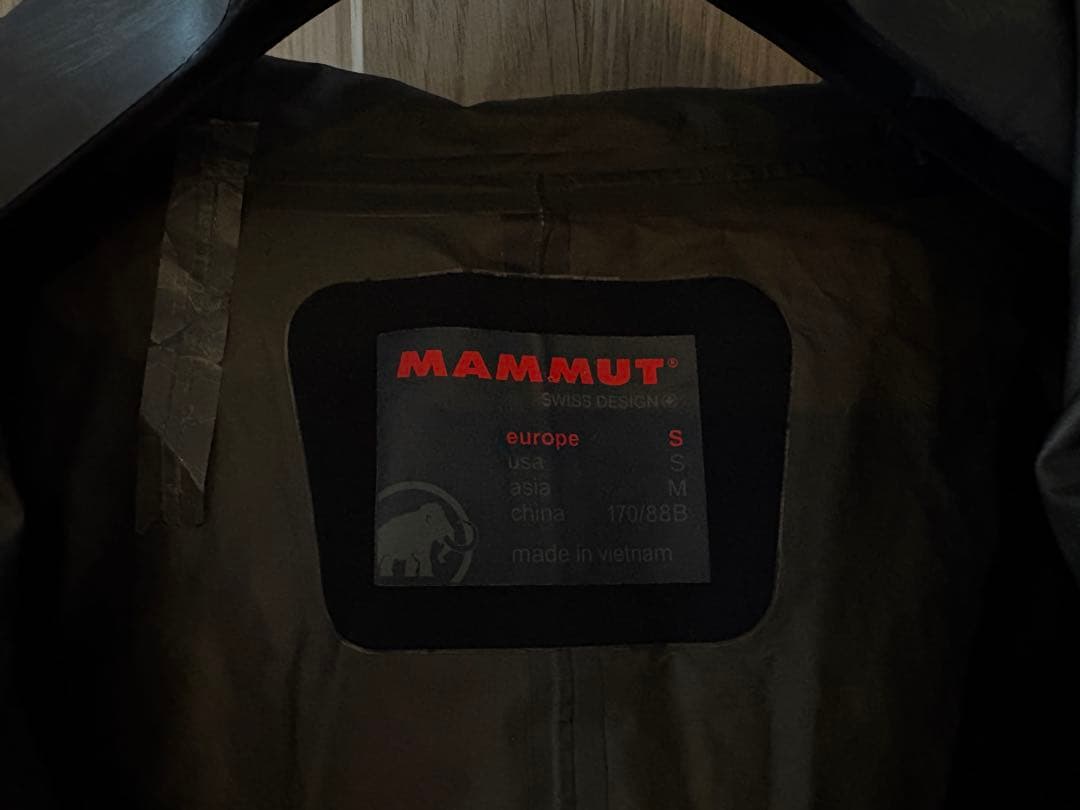 MAMMUT®
SWISS DESIGN
europe S
usa S
asia M
china 170/88B
made in vietnam